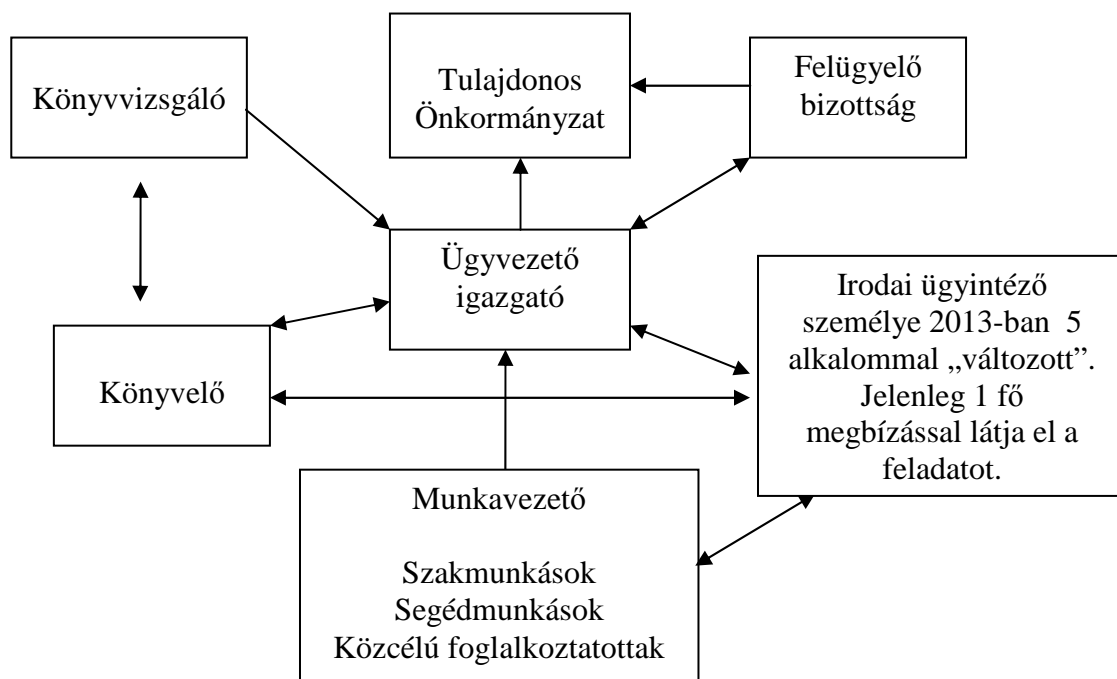 Könyvvizsgáló
Tulajdonos
Önkormányzat
Felügyelő
bizottság
Ügyvezető
igazgató
Irodai ügyintéző
személye 2013-ban 5
alkalommal „változott”.
Jelenleg 1 fő
megbízással látja el a
feladatot.
Könyvelő
Munkavezető
Szakmunkások
Segédmunkások
Közcélú foglalkoztatottak